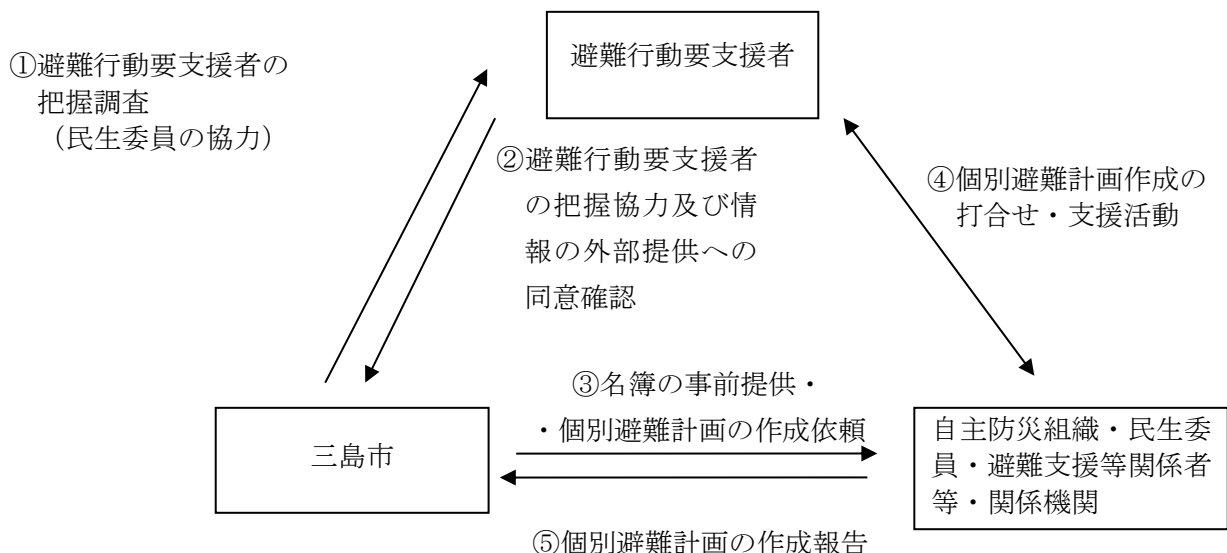 避難行動要支援者
①避難行動要支援者の
把握調査
(民生委員の協力)
②避難行動要支援者
の把握協力及び情
報の外部提供への
同意確認
④個別避難計画作成の
打合せ・支援活動
③名簿の事前提供・
・個別避難計画の作成依頼
三島市
自主防災組織・民生委
員・避難支援等関係者
等・関係機関
⑤個別避難計画の作成報告